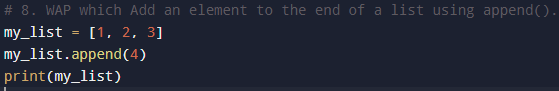 # 8. WAP which Add an element to the end of a list using append().
my_list = [1, 2, 3]
my_list.append(4)
print(my_list)